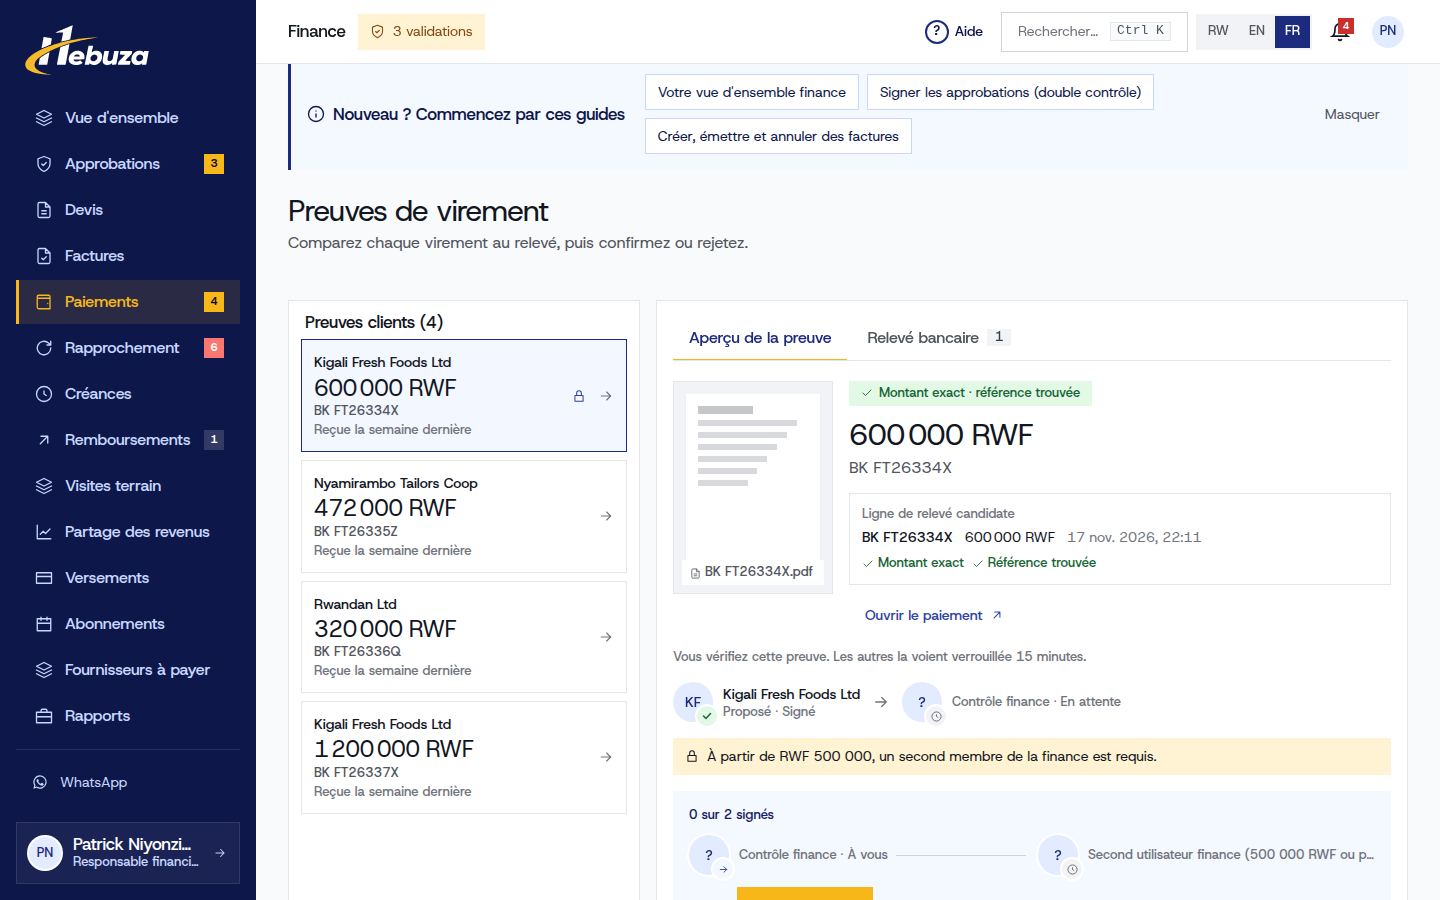 Hebuza
Vue d'ensemble
Approbations 3
Devis
Factures
Paiements 4
Rapprochement 6
Créances
Remboursements 1
Visites terrain
Partage des revenus
Versements
Abonnements
Fournisseurs à payer
Rapports
WhatsApp
PN Patrick Niyonzi...
Responsable financi...
Finance 3 validations
? Aide Rechercher... Ctrl K RW EN FR 4 PN
Nouveau ? Commencez par ces guides
Votre vue d'ensemble finance
Signer les approbations (double contrôle)
Créer, émettre et annuler des factures
Masquer
Preuves de virement
Comparez chaque virement au relevé, puis confirmez ou rejetez.
Preuves clients (4)
Kigali Fresh Foods Ltd
600 000 RWF
BK FT26334X
Reçue la semaine dernière
Nyamirambo Tailors Coop
472 000 RWF
BK FT26335Z
Reçue la semaine dernière
Rwandan Ltd
320 000 RWF
BK FT26336Q
Reçue la semaine dernière
Kigali Fresh Foods Ltd
1 200 000 RWF
BK FT26337X
Reçue la semaine dernière
Aperçu de la preuve Relevé bancaire 1
BK FT26334X.pdf
Montant exact · référence trouvée
600 000 RWF
BK FT26334X
Ligne de relevé candidate
BK FT26334X 600 000 RWF 17 nov. 2026, 22:11
Montant exact Référence trouvée
Ouvrir le paiement
Vous vérifiez cette preuve. Les autres la voient verrouillée 15 minutes.
KF Kigali Fresh Foods Ltd
Proposé · Signé
? Contrôle finance · En attente
À partir de RWF 500 000, un second membre de la finance est requis.
0 sur 2 signés
? Contrôle finance · À vous
? Second utilisateur finance (500 000 RWF ou p...